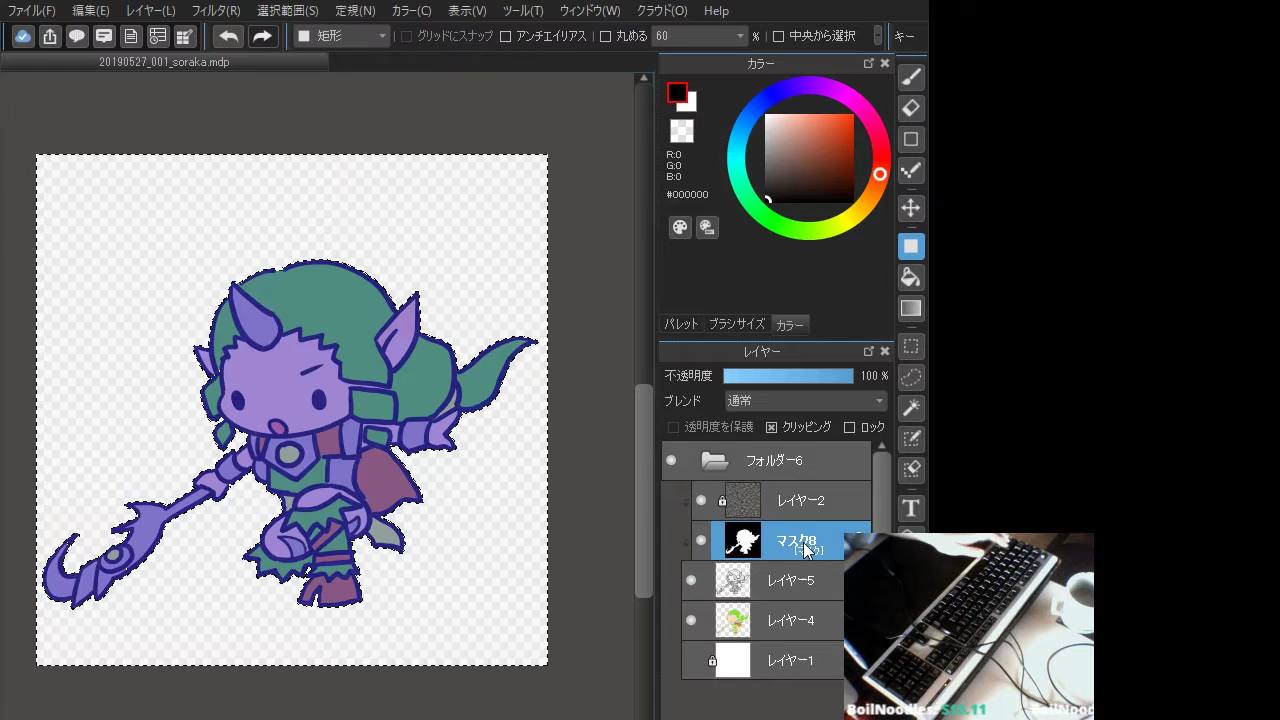 ファイル(F) 編集(E) レイヤー(L) フィルタ(R) 選択範囲(S) 定規(N) カラー(C) 表示(V) ツール(T) ウィンドウ(W) クラウド(O) Help
矩形 グリッドにスナップ アンチエイリアス 丸める 60 % 中央から選択 キー
20190527_001_soraka.mdp
カラー
R:0
G:0
B:0
#000000
パレット ブラシサイズ カラー
レイヤー
不透明度 100 %
ブレンド 通常
透明度を保護 クリッピング ロック
フォルダー6
レイヤー2
マスク8
レイヤー5
レイヤー4
レイヤー1
T
BoilNoodles: $15.11 BoilNoodles